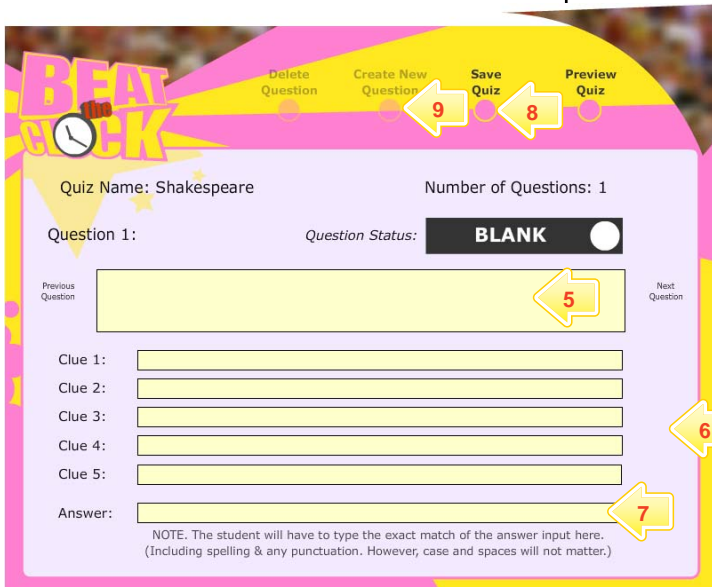 BEAT
the
CLOCK
Delete
Question
Create New
Question
Save
Quiz
Preview
Quiz
9
8
Quiz Name: Shakespeare
Number of Questions: 1
Question 1:
Question Status:
BLANK
Previous
Question
5
Next
Question
Clue 1:
Clue 2:
Clue 3:
Clue 4:
6
Clue 5:
Answer:
7
NOTE. The student will have to type the exact match of the answer input here.
(Including spelling & any punctuation. However, case and spaces will not matter.)